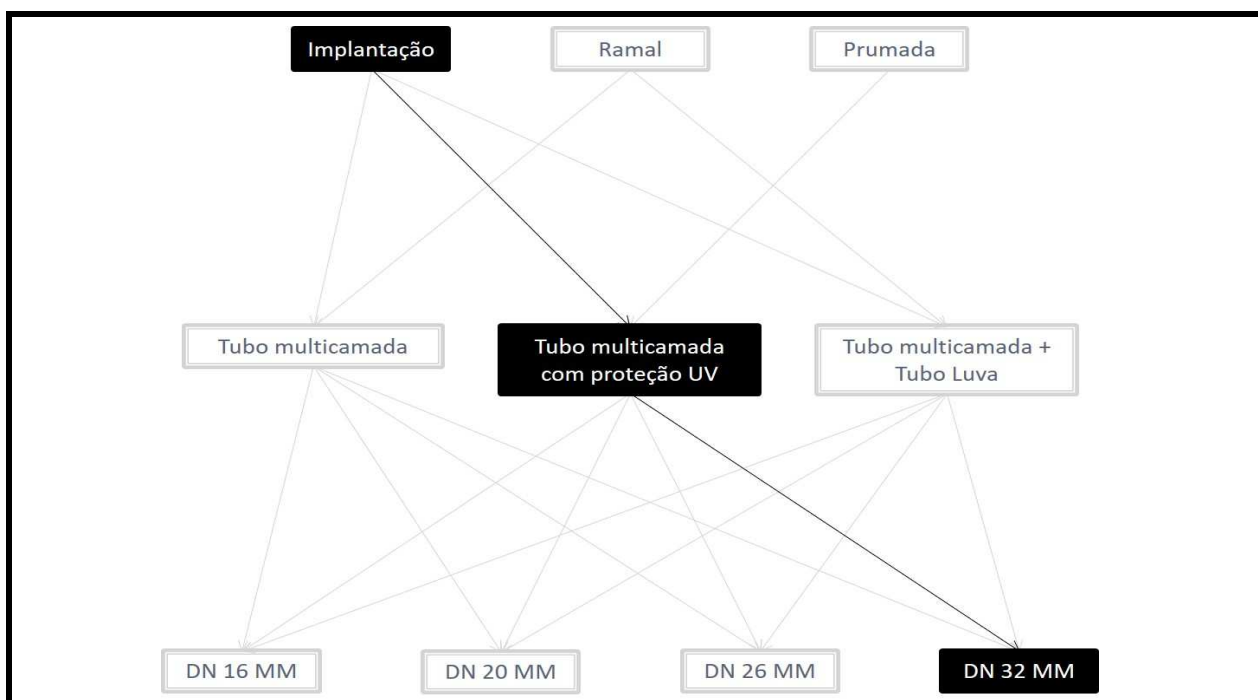 Implantação
Ramal
Prumada
Tubo multicamada
Tubo multicamada
com proteção UV
Tubo multicamada +
Tubo Luva
DN 16 MM
DN 20 MM
DN 26 MM
DN 32 MM